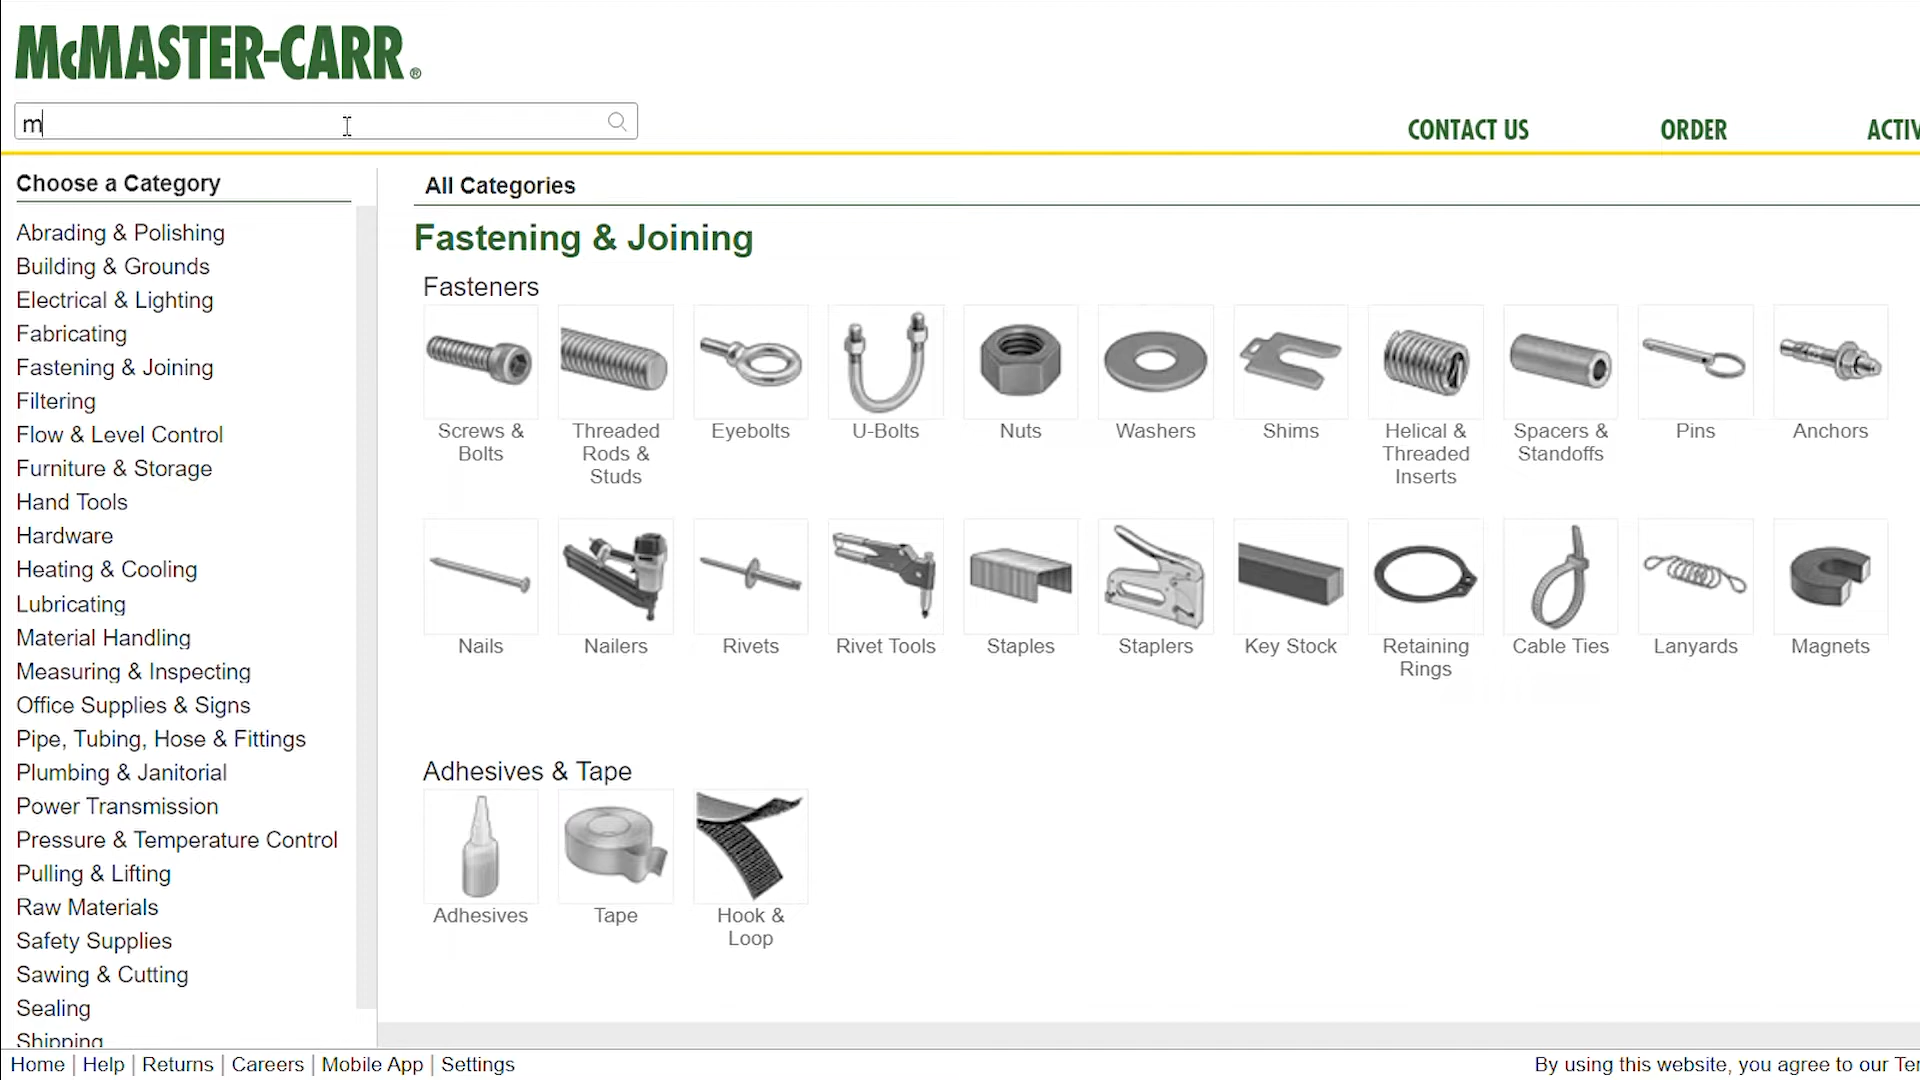 McMASTER-CARR®
m
CONTACT US
ORDER
ACTIV
Choose a Category
Abrading & Polishing
Building & Grounds
Electrical & Lighting
Fabricating
Fastening & Joining
Filtering
Flow & Level Control
Furniture & Storage
Hand Tools
Hardware
Heating & Cooling
Lubricating
Material Handling
Measuring & Inspecting
Office Supplies & Signs
Pipe, Tubing, Hose & Fittings
Plumbing & Janitorial
Power Transmission
Pressure & Temperature Control
Pulling & Lifting
Raw Materials
Safety Supplies
Sawing & Cutting
Sealing
Shipping
All Categories
Fastening & Joining
Fasteners
Screws &
Bolts
Threaded
Rods &
Studs
Eyebolts
U-Bolts
Nuts
Washers
Shims
Helical &
Threaded
Inserts
Spacers &
Standoffs
Pins
Anchors
Nails
Nailers
Rivets
Rivet Tools
Staples
Staplers
Key Stock
Retaining
Rings
Cable Ties
Lanyards
Magnets
Adhesives & Tape
Adhesives
Tape
Hook &
Loop
Home | Help | Returns | Careers | Mobile App | Settings
By using this website, you agree to our Ter